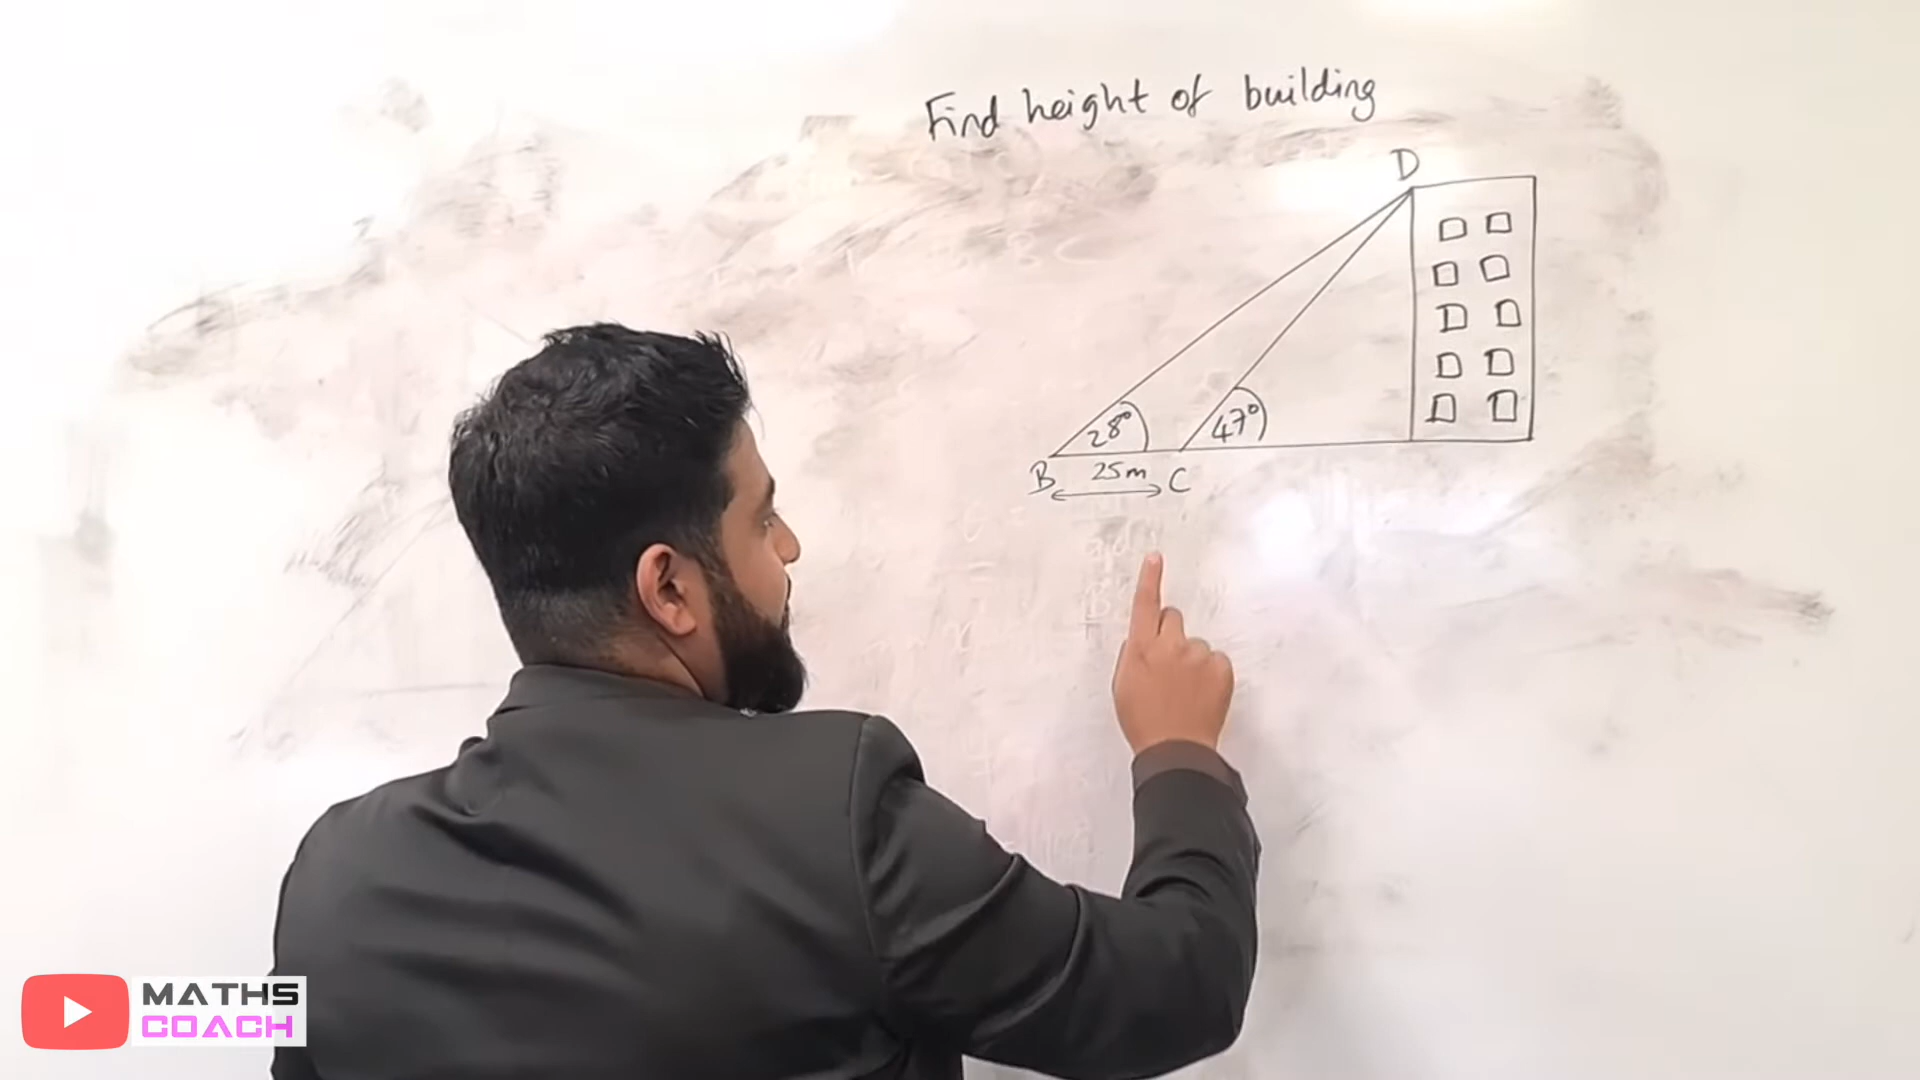 Find height of building
D
28°
47°
B 25m C
MATHS
COACH